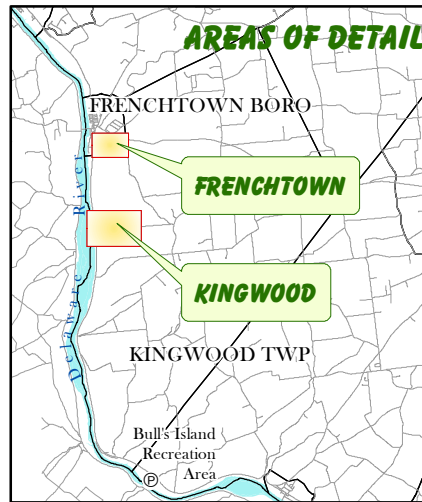 AREAS OF DETAIL
FRENCHTOWN BORO
FRENCHTOWN
Delaware River
KINGWOOD
KINGWOOD TWP
Bull's Island
Recreation
Area
P